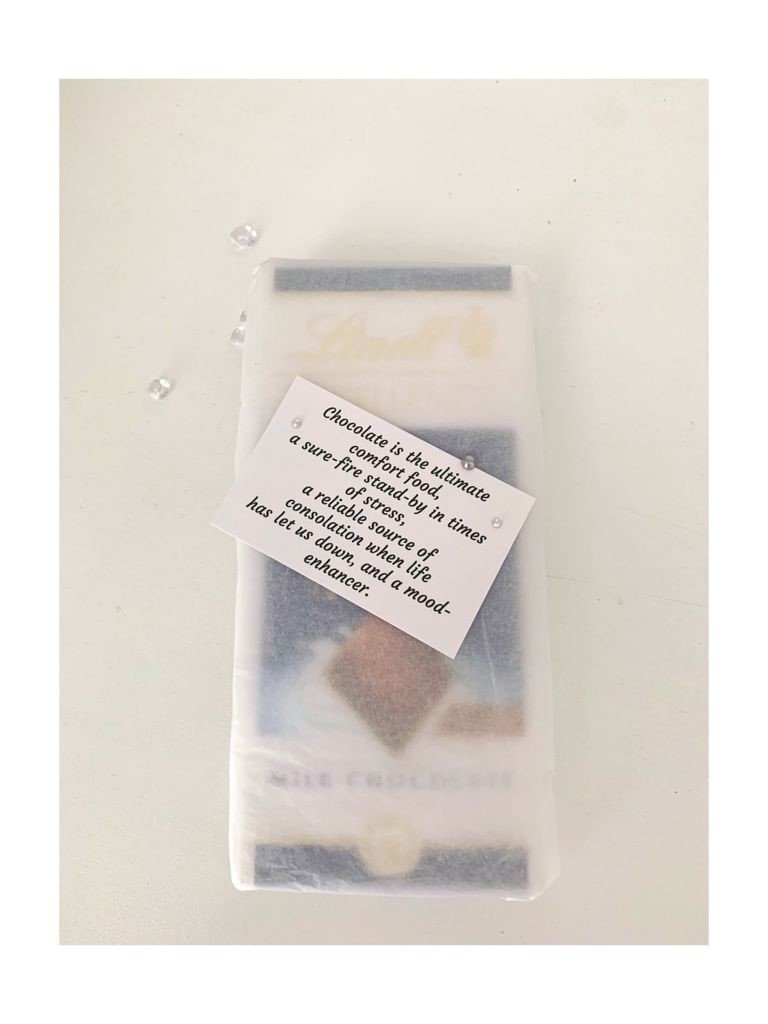 Lindt
EXCELLENCE
Chocolate is the ultimate
comfort food,
a sure-fire stand-by in times
of stress,
a reliable source of
consolation when life
has let us down, and a mood-
enhancer.
MILK CHOCOLATE